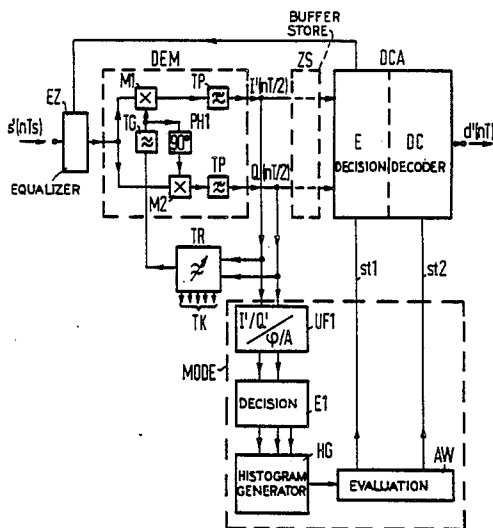 BUFFER
STORE
DEM
ZS
DCA
EZ
M1
TP
I'(nT/2)
s'(nTs)
TG
PH1
90°
E
DC
d'(nT)
DECISION
DECODER
EQUALIZER
TP
Q(nT/2)
M2
TR
st1
st2
TK
I'/Q'
φ/A
UF1
MODE
DECISION
E1
HG
AW
HISTOGRAM
GENERATOR
EVALUATION